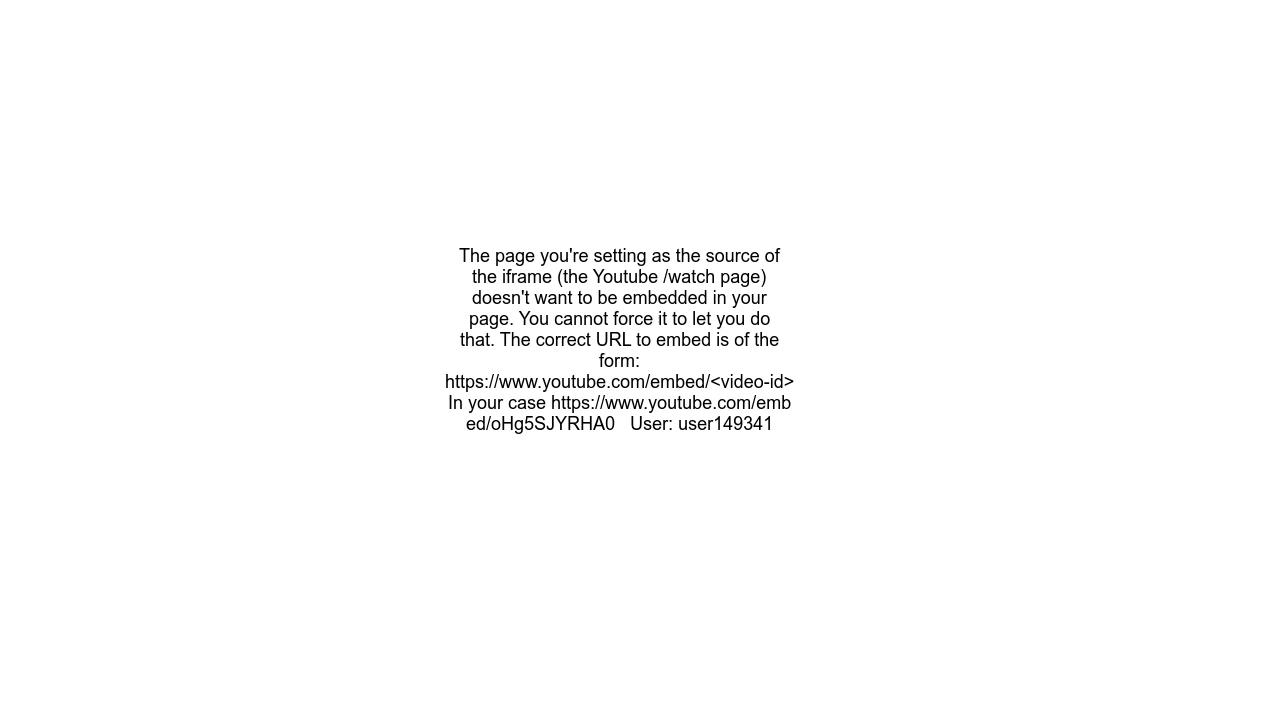 The page you're setting as the source of
the iframe (the Youtube /watch page)
doesn't want to be embedded in your
page. You cannot force it to let you do
that. The correct URL to embed is of the
form:
https://www.youtube.com/embed/<video-id>
In your case https://www.youtube.com/emb
ed/oHg5SJYRHA0   User: user149341